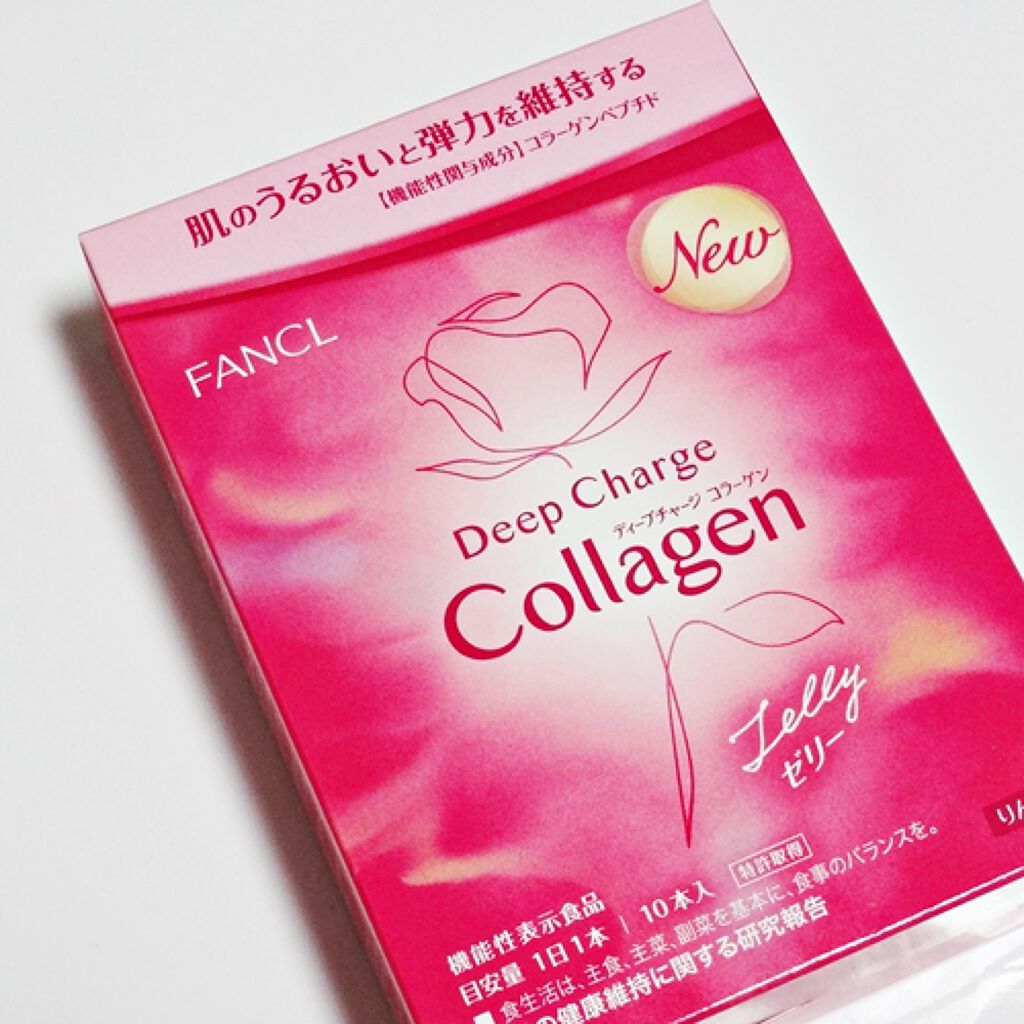 肌のうるおいと弾力を維持する
【機能性関与成分】コラーゲンペプチド
New
FANCL
Deep Charge
ディープチャージ コラーゲン
Collagen
Jelly
ゼリー
りん
機能性表示食品
目安量 1日1本 | 10本入 特許取得
食生活は、主食、主菜、副菜を基本に、食事のバランスを。
の健康維持に関する研究報告